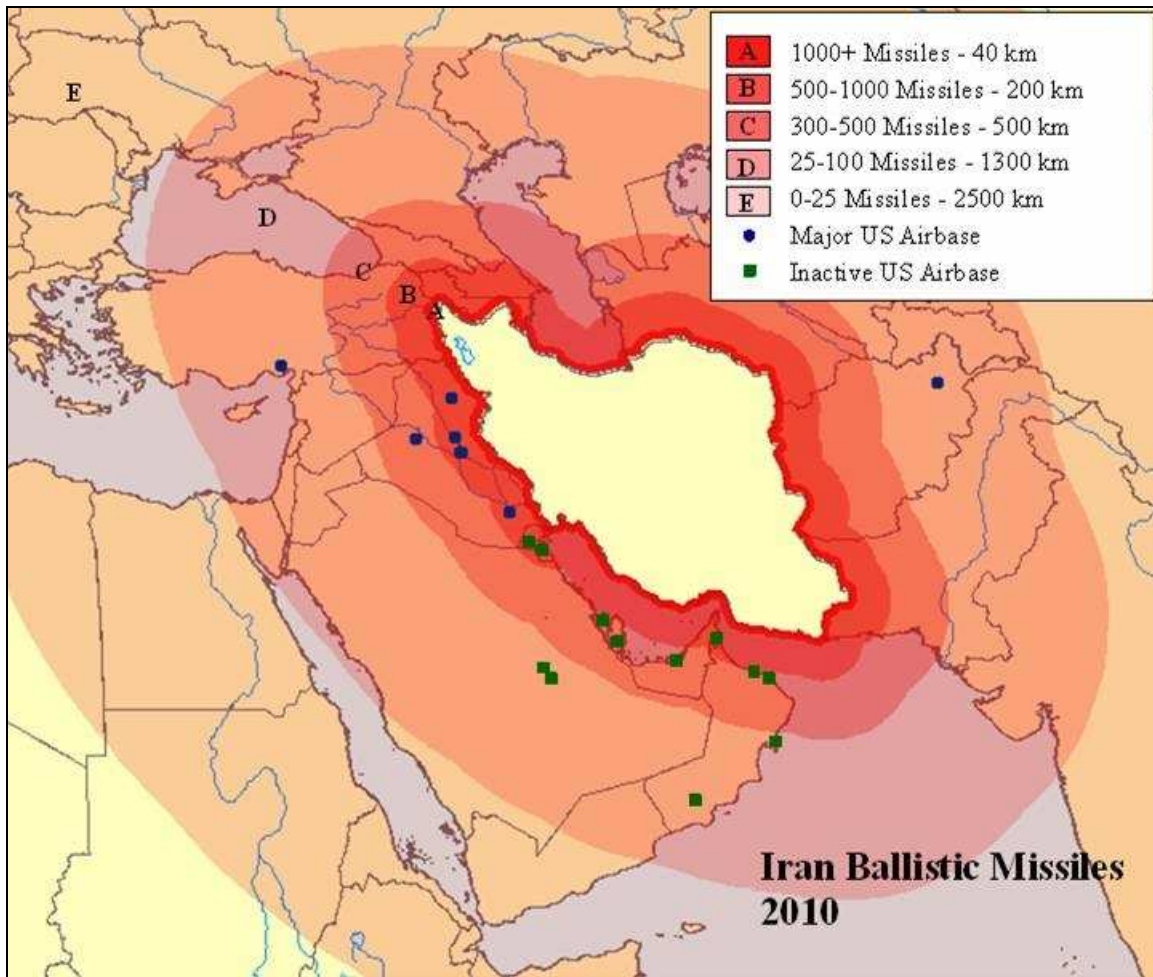 A 1000+ Missiles - 40 km
B 500-1000 Missiles - 200 km
C 300-500 Missiles - 500 km
D 25-100 Missiles - 1300 km
E 0-25 Missiles - 2500 km
Major US Airbase
Inactive US Airbase
E
D
C
B
A
Iran Ballistic Missiles
2010